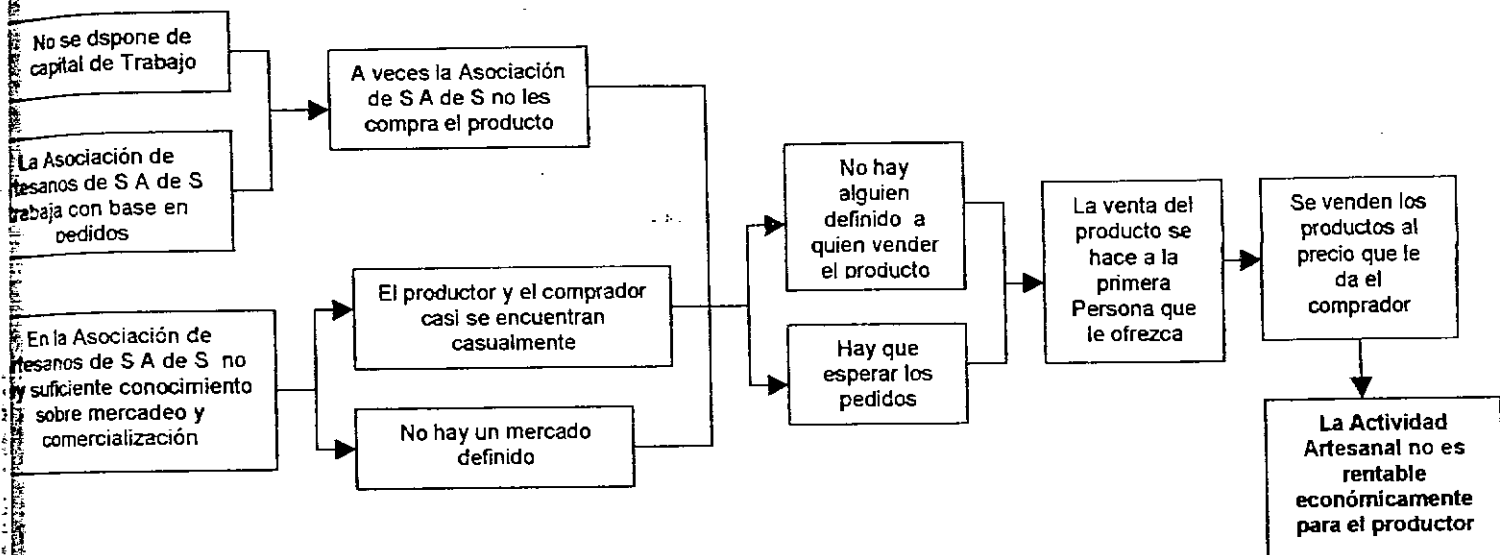 No se dspone de
capital de Trabajo
La Asociación de
tesanos de S A de S
rabaja con base en
pedidos
En la Asociación de
tesanos de S A de S no
y suficiente conocimiento
sobre mercadeo y
comercialización
A veces la Asociación
de S A de S no les
compra el producto
El productor y el comprador
casi se encuentran
casualmente
No hay un mercado
definido
No hay
alguien
definido a
quien vender
el producto
Hay que
esperar los
pedidos
La venta del
producto se
hace a la
primera
Persona que
le ofrezca
Se venden los
productos al
precio que le
da el
comprador
La Actividad
Artesanal no es
rentable
económicamente
para el productor